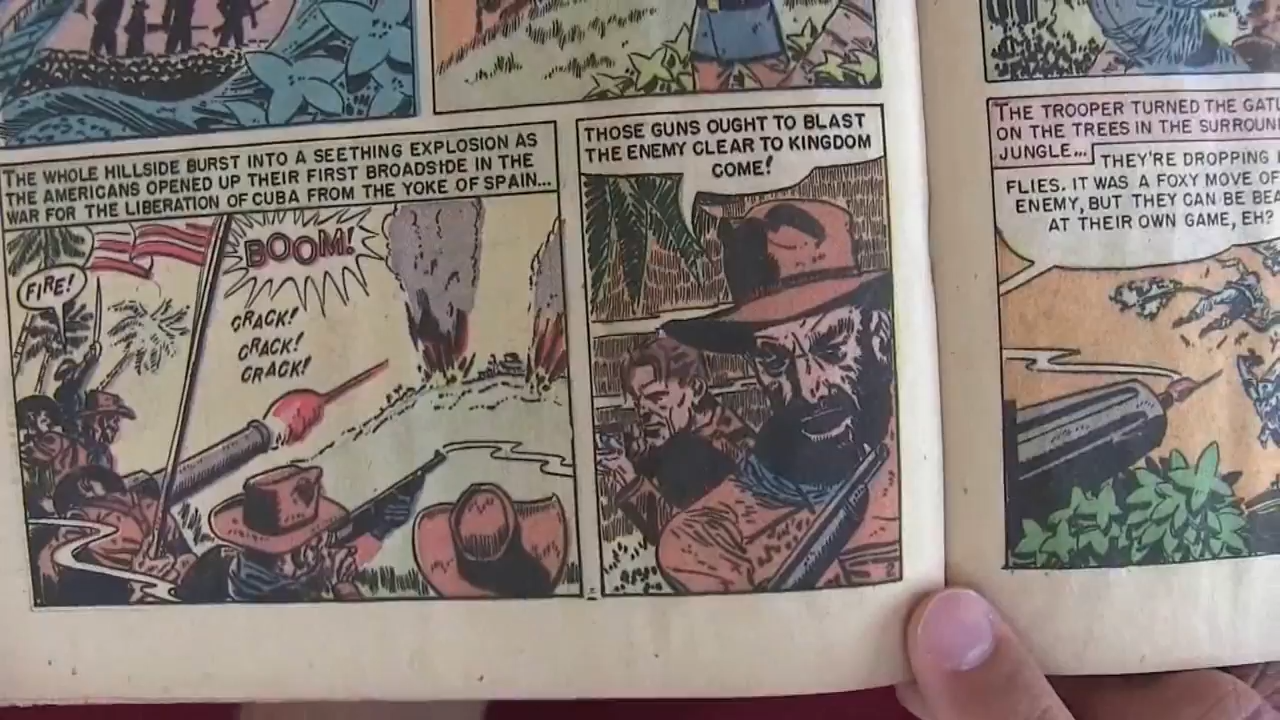 THE WHOLE HILLSIDE BURST INTO A SEETHING EXPLOSION AS
THE AMERICANS OPENED UP THEIR FIRST BROADSIDE IN THE
WAR FOR THE LIBERATION OF CUBA FROM THE YOKE OF SPAIN...
FIRE!
BOOM!
CRACK!
CRACK!
CRACK!
THOSE GUNS OUGHT TO BLAST
THE ENEMY CLEAR TO KINGDOM
COME!
2
THE TROOPER TURNED THE
ON THE TREES IN THE
JUNGLE...
THEY'RE DROPPING
FLIES. IT WAS A FOXY MOVE OF
ENEMY, BUT THEY CAN BE
AT THEIR OWN GAME, EH?